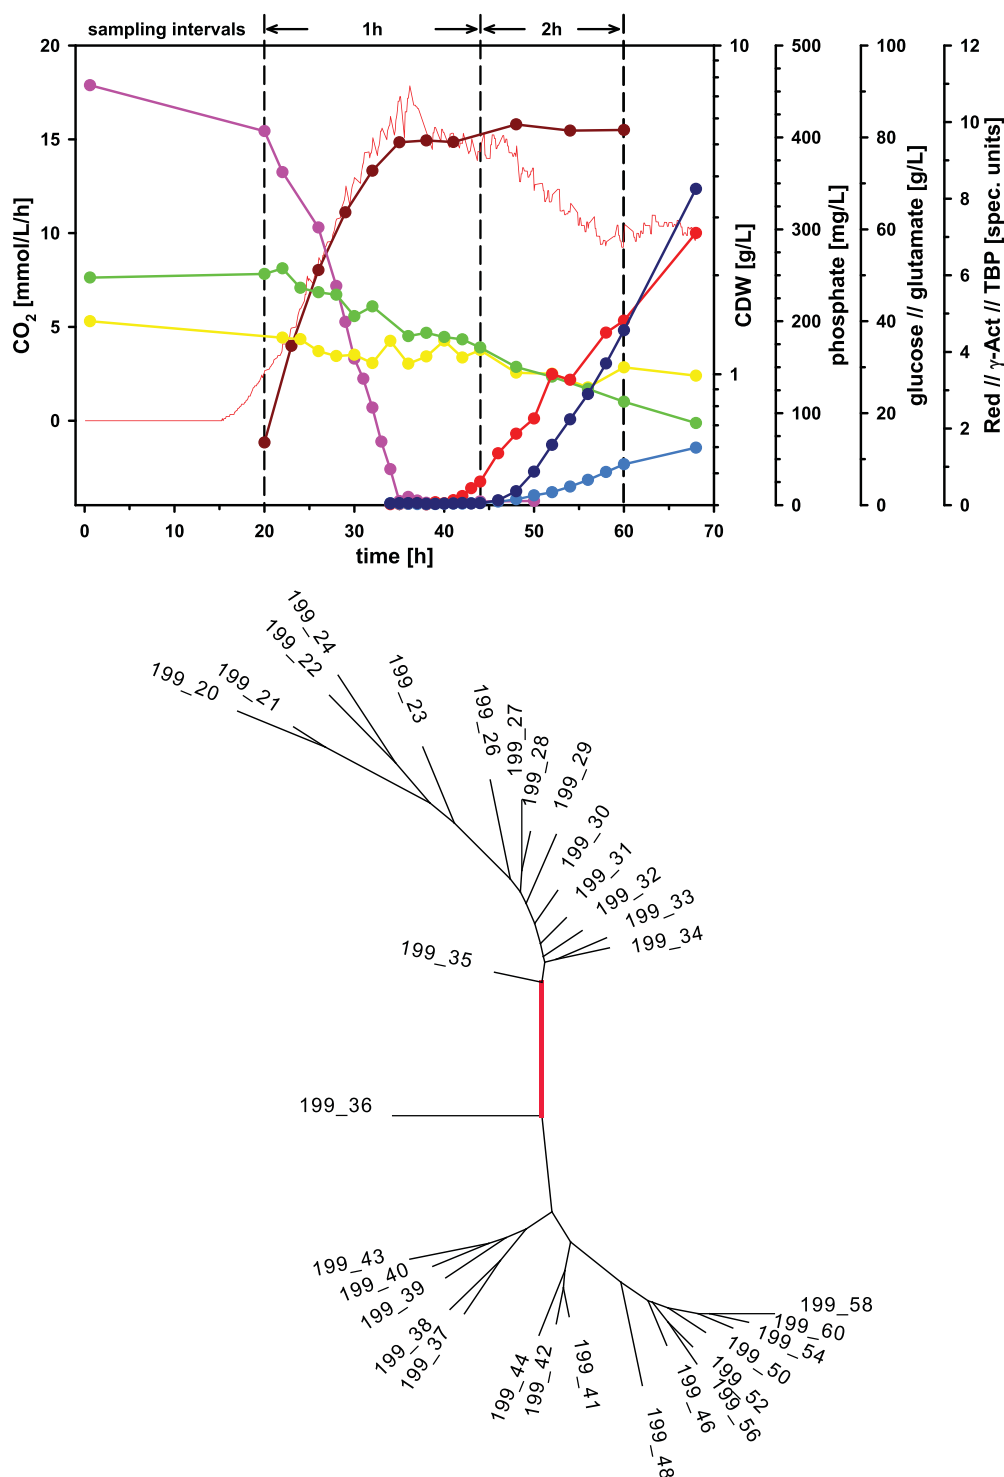 sampling intervals 1h 2h
20 10 500 100 12
15 400 80 10
10 300 60 8
5 1 200 40 6
0 100 20 4
0 0 2
0
CO2 [mmol/L/h]
CDW [g/L]
phosphate [mg/L]
glucose // glutamate [g/L]
Red // γ-Act // TBP [spec. units]
0 10 20 30 40 50 60 70
time [h]
199_24
199_22
199_20
199_21
199_23
199_26
199_27
199_28
199_29
199_30
199_31
199_32
199_33
199_34
199_35
199_36
199_43
199_40
199_39
199_38
199_37
199_44
199_42
199_41
199_48
199_46
199_56
199_52
199_50
199_54
199_60
199_58